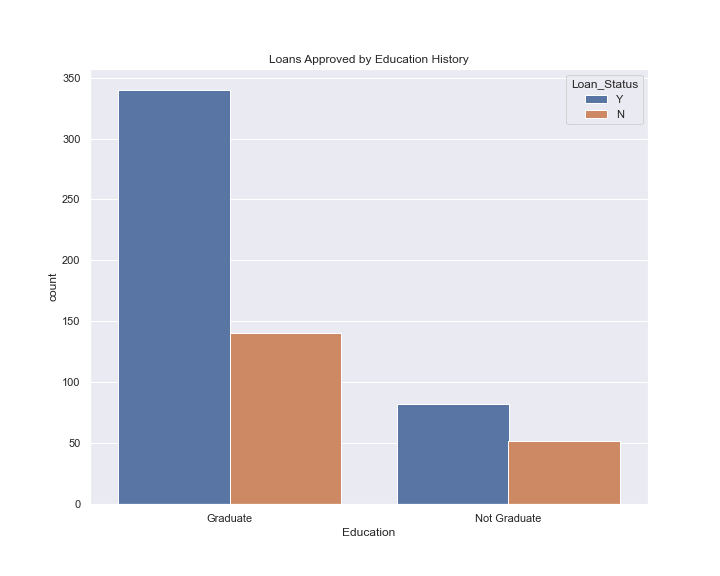 Loans Approved by Education History
Loan_Status
Y
N
350
300
250
200
150
100
50
0
count
Graduate
Not Graduate
Education